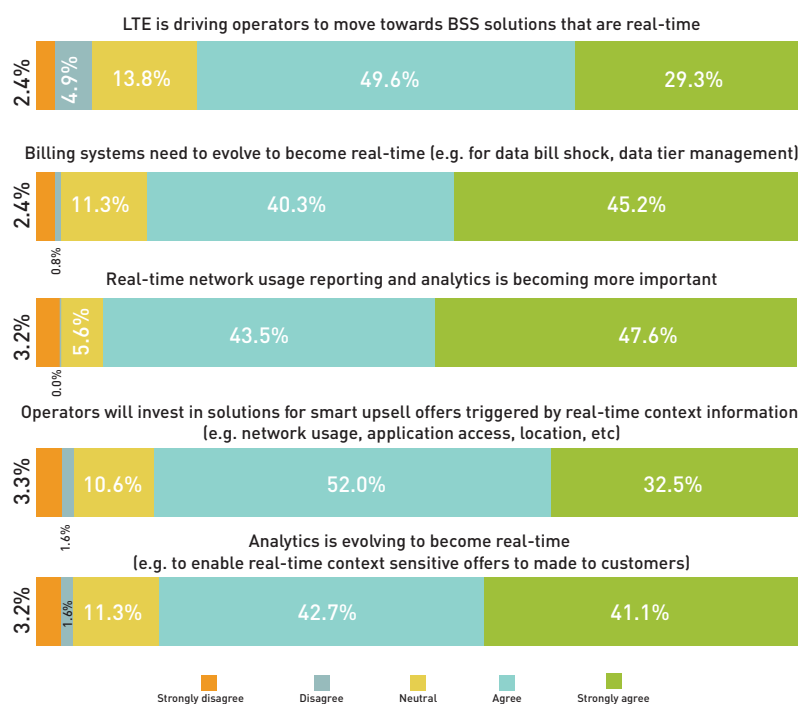 LTE is driving operators to move towards BSS solutions that are real-time
2.4% 4.9% 13.8% 49.6% 29.3%
Billing systems need to evolve to become real-time (e.g. for data bill shock, data tier management)
2.4% 11.3% 40.3% 45.2%
0.8%
Real-time network usage reporting and analytics is becoming more important
3.2% 5.6% 43.5% 47.6%
0.0%
Operators will invest in solutions for smart upsell offers triggered by real-time context information
(e.g. network usage, application access, location, etc)
3.3% 10.6% 52.0% 32.5%
1.6%
Analytics is evolving to become real-time
(e.g. to enable real-time context sensitive offers to made to customers)
3.2% 1.6% 11.3% 42.7% 41.1%
Strongly disagree Disagree Neutral Agree Strongly agree